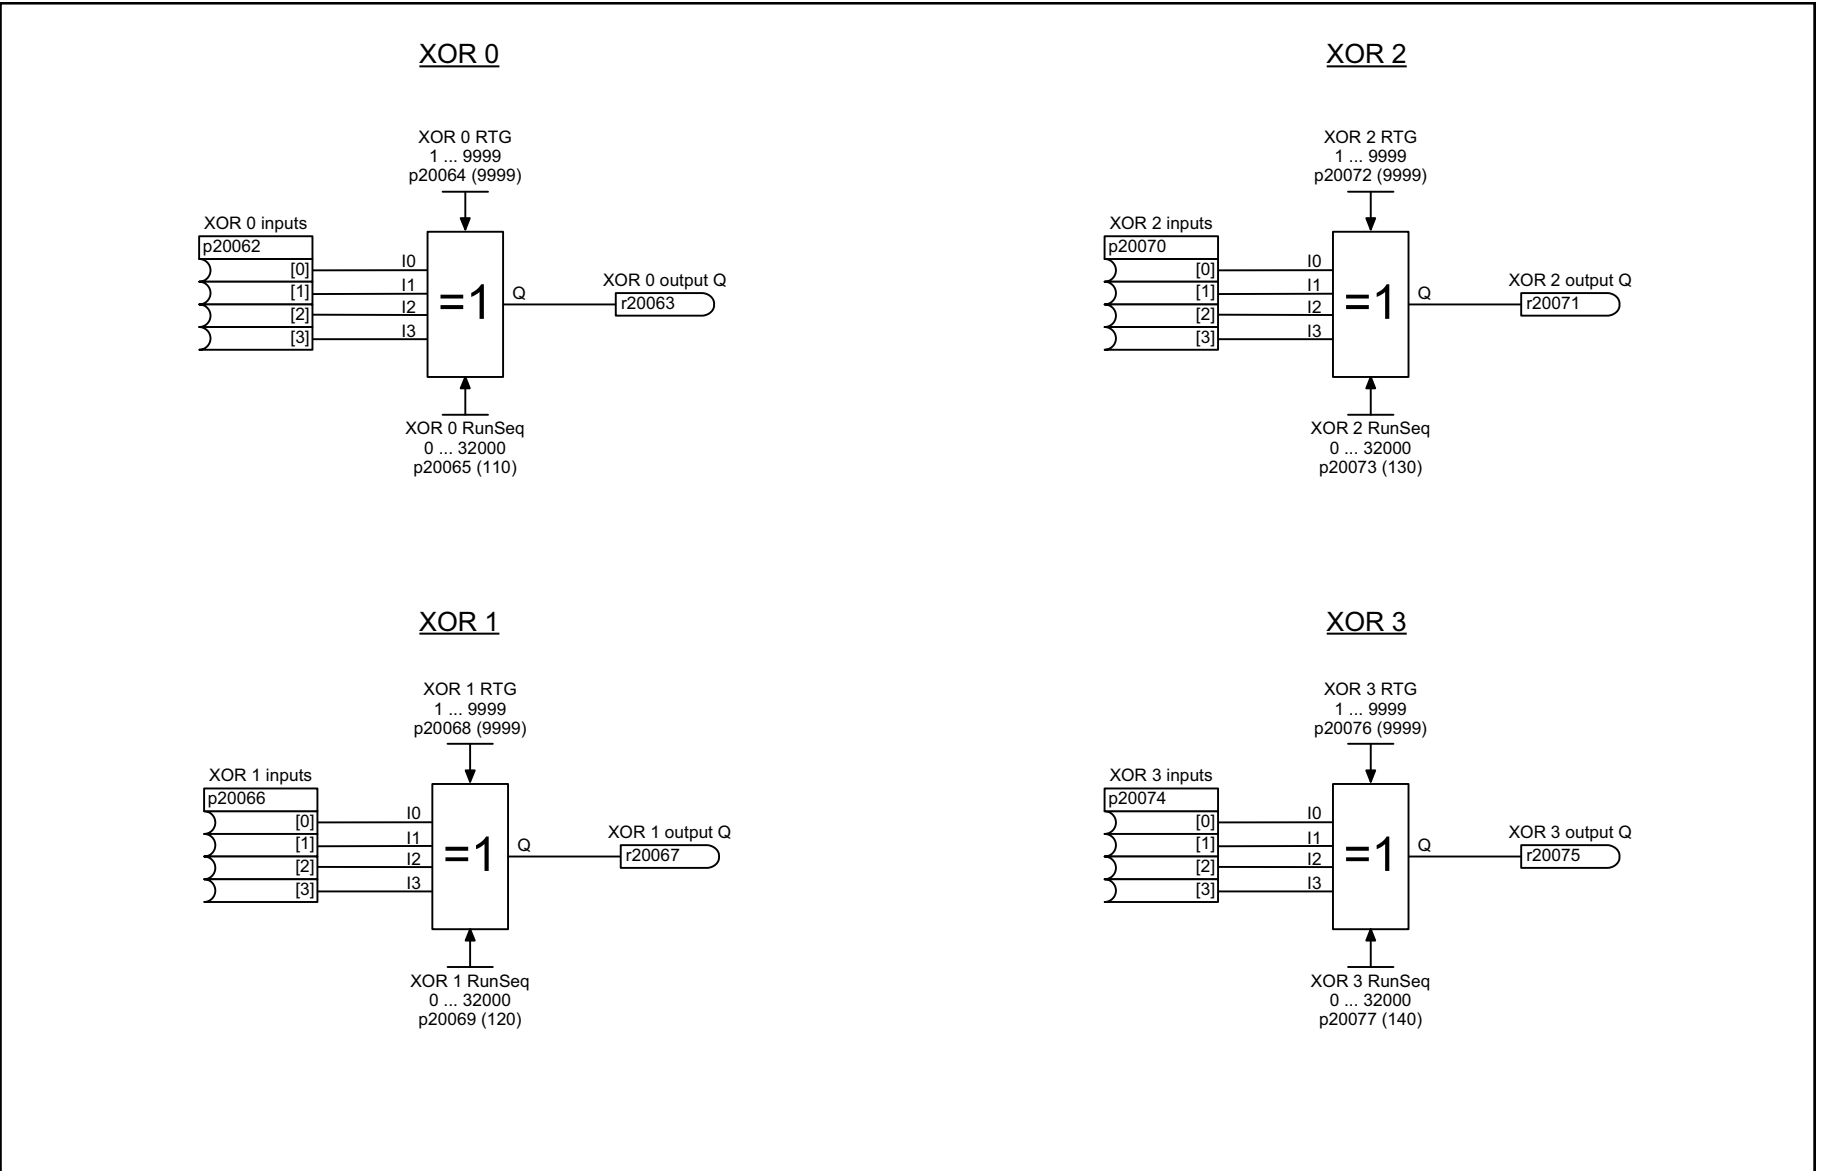 XOR 0
XOR 0 RTG
1 ... 9999
p20064 (9999)
XOR 0 inputs
p20062
[0]
[1]
[2]
[3]
I0
I1
I2
I3
=1
Q
XOR 0 output Q
r20063
XOR 0 RunSeq
0 ... 32000
p20065 (110)
XOR 2
XOR 2 RTG
1 ... 9999
p20072 (9999)
XOR 2 inputs
p20070
[0]
[1]
[2]
[3]
I0
I1
I2
I3
=1
Q
XOR 2 output Q
r20071
XOR 2 RunSeq
0 ... 32000
p20073 (130)
XOR 1
XOR 1 RTG
1 ... 9999
p20068 (9999)
XOR 1 inputs
p20066
[0]
[1]
[2]
[3]
I0
I1
I2
I3
=1
Q
XOR 1 output Q
r20067
XOR 1 RunSeq
0 ... 32000
p20069 (120)
XOR 3
XOR 3 RTG
1 ... 9999
p20076 (9999)
XOR 3 inputs
p20074
[0]
[1]
[2]
[3]
I0
I1
I2
I3
=1
Q
XOR 3 output Q
r20075
XOR 3 RunSeq
0 ... 32000
p20077 (140)